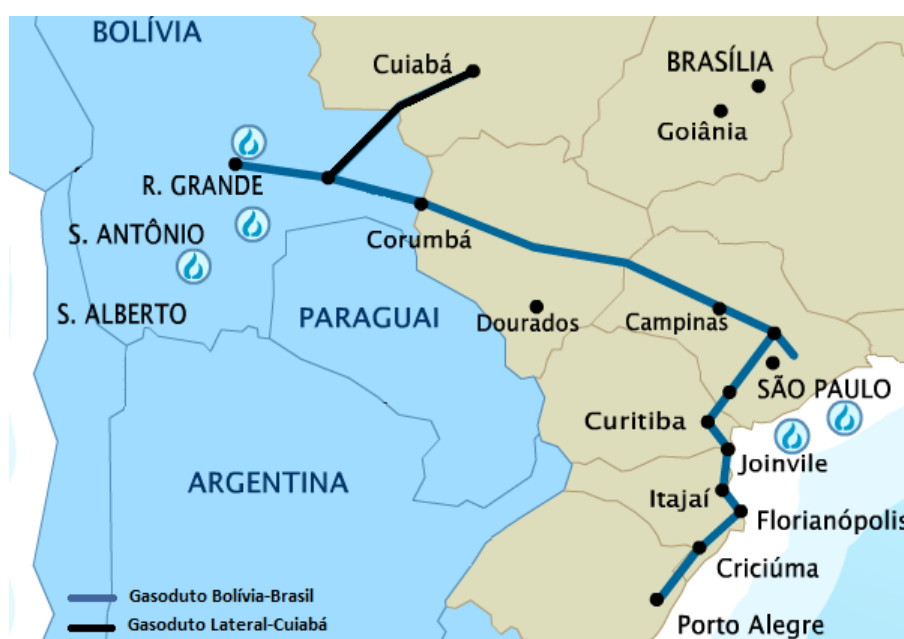 BOLÍVIA
Cuiabá
BRASÍLIA
Goiânia
R. GRANDE
S. ANTÔNIO
Corumbá
S. ALBERTO
PARAGUAI
Dourados
Campinas
SÃO PAULO
Curitiba
Joinvile
ARGENTINA
Itajaí
Florianópolis
Criciúma
Gasoduto Bolívia-Brasil
Gasoduto Lateral-Cuiabá
Porto Alegre